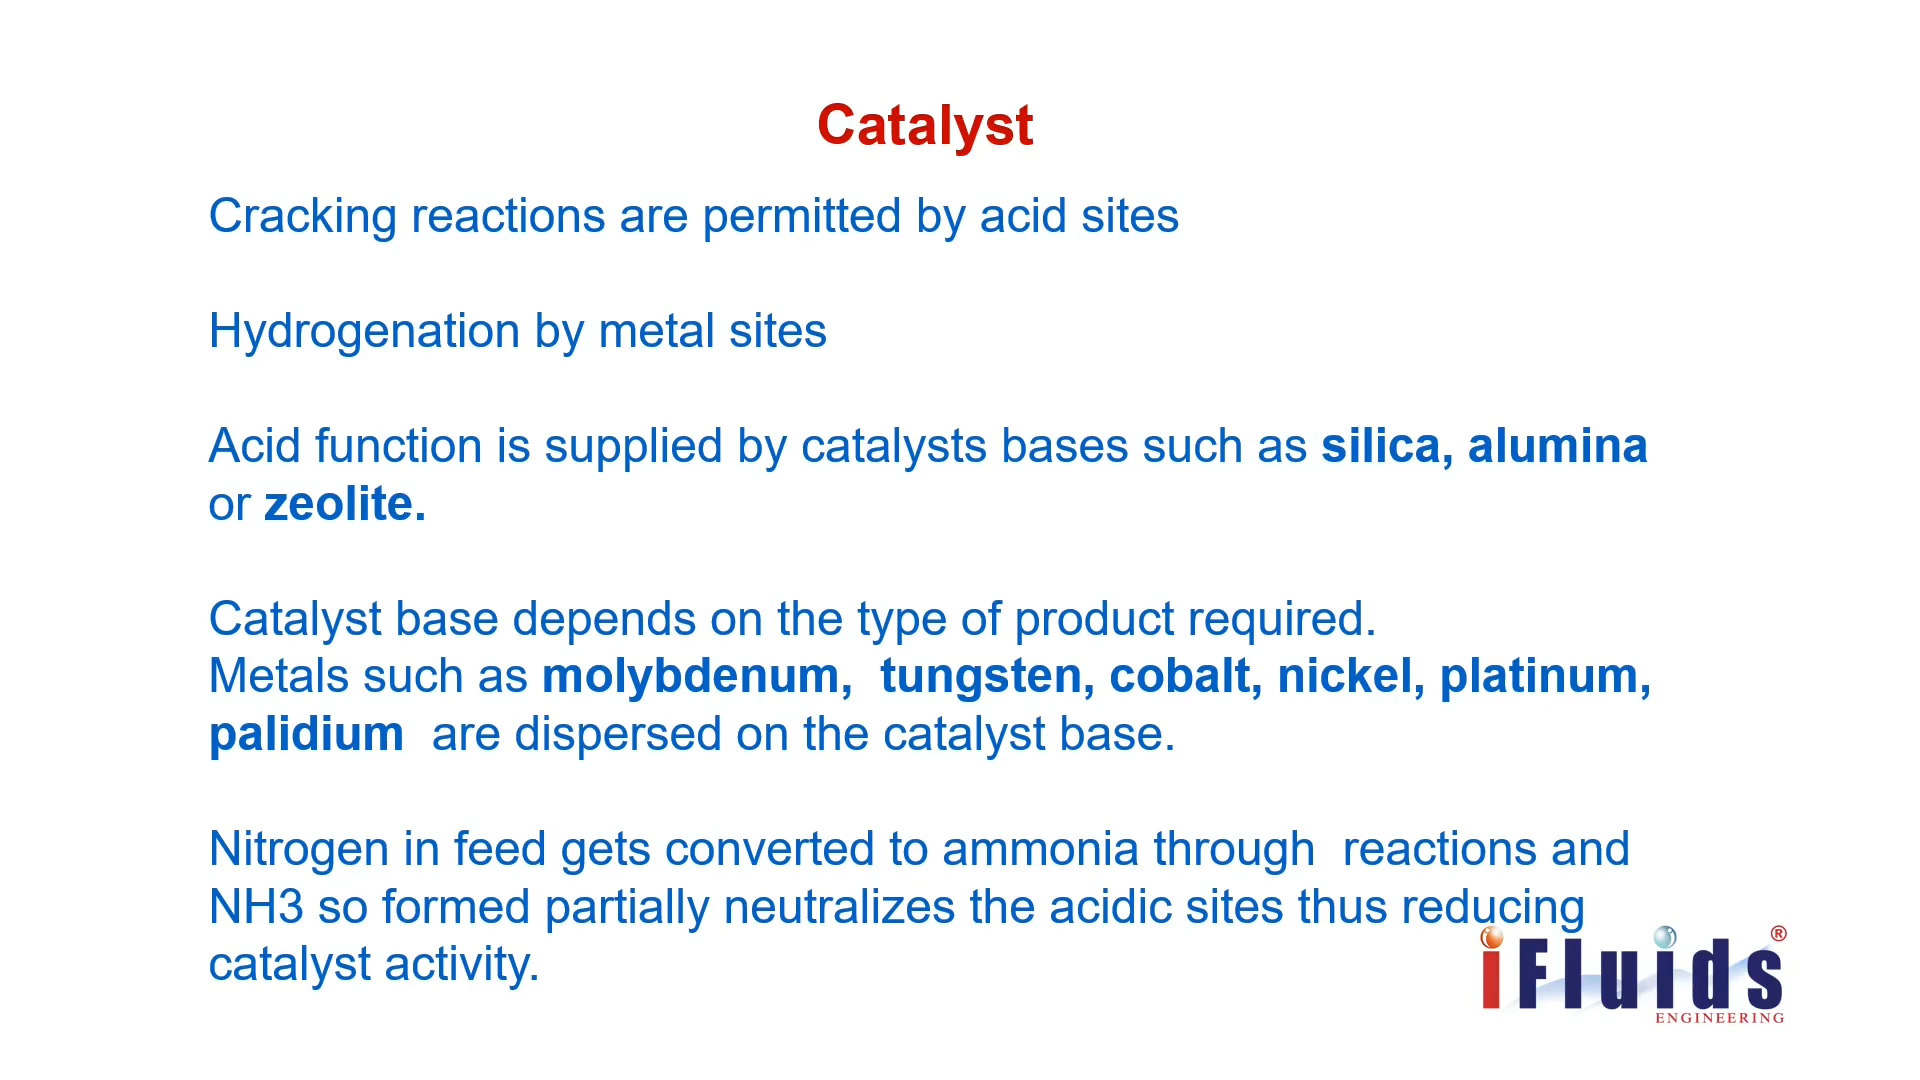 Catalyst
Cracking reactions are permitted by acid sites
Hydrogenation by metal sites
Acid function is supplied by catalysts bases such as silica, alumina
or zeolite.
Catalyst base depends on the type of product required.
Metals such as molybdenum,  tungsten, cobalt, nickel, platinum,
palidium  are dispersed on the catalyst base.
Nitrogen in feed gets converted to ammonia through  reactions and
NH3 so formed partially neutralizes the acidic sites thus reducing
catalyst activity.
iFluids ®
ENGINEERING